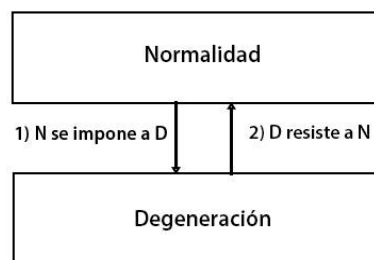 Normalidad
1) N se impone a D
2) D resiste a N
Degeneración